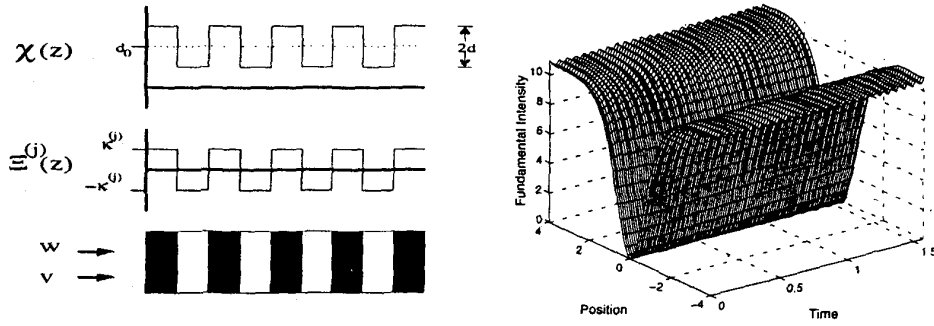 χ(z)
d₀
2d
Ξ⁽ʲ⁾(z)
κ⁽ʲ⁾
-κ⁽ʲ⁾
w
v
Fundamental Intensity
10
8
6
4
2
0
4
2
0
-2
-4
Position
0
0.5
1
1.5
Time